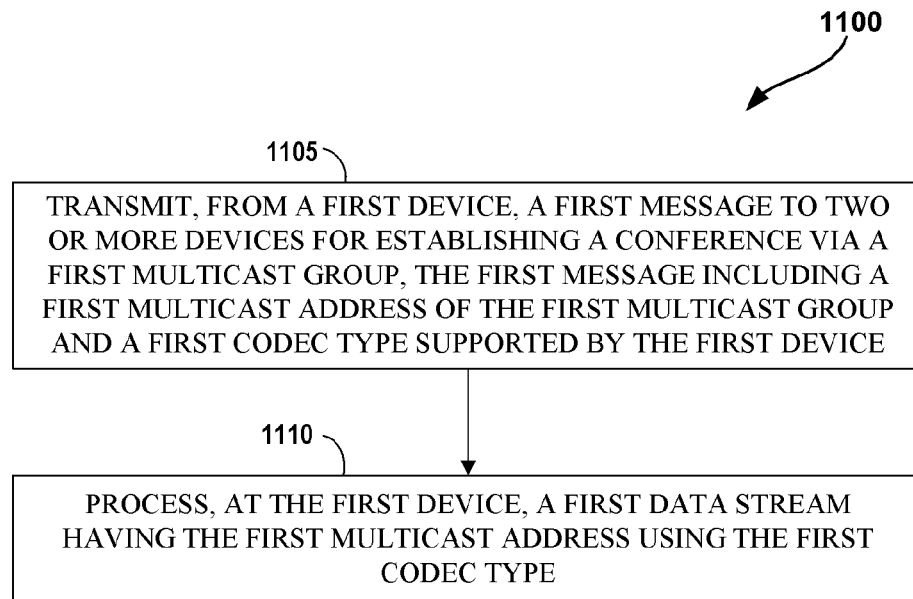 1100
1105
TRANSMIT, FROM A FIRST DEVICE, A FIRST MESSAGE TO TWO
OR MORE DEVICES FOR ESTABLISHING A CONFERENCE VIA A
FIRST MULTICAST GROUP, THE FIRST MESSAGE INCLUDING A
FIRST MULTICAST ADDRESS OF THE FIRST MULTICAST GROUP
AND A FIRST CODEC TYPE SUPPORTED BY THE FIRST DEVICE
1110
PROCESS, AT THE FIRST DEVICE, A FIRST DATA STREAM
HAVING THE FIRST MULTICAST ADDRESS USING THE FIRST
CODEC TYPE